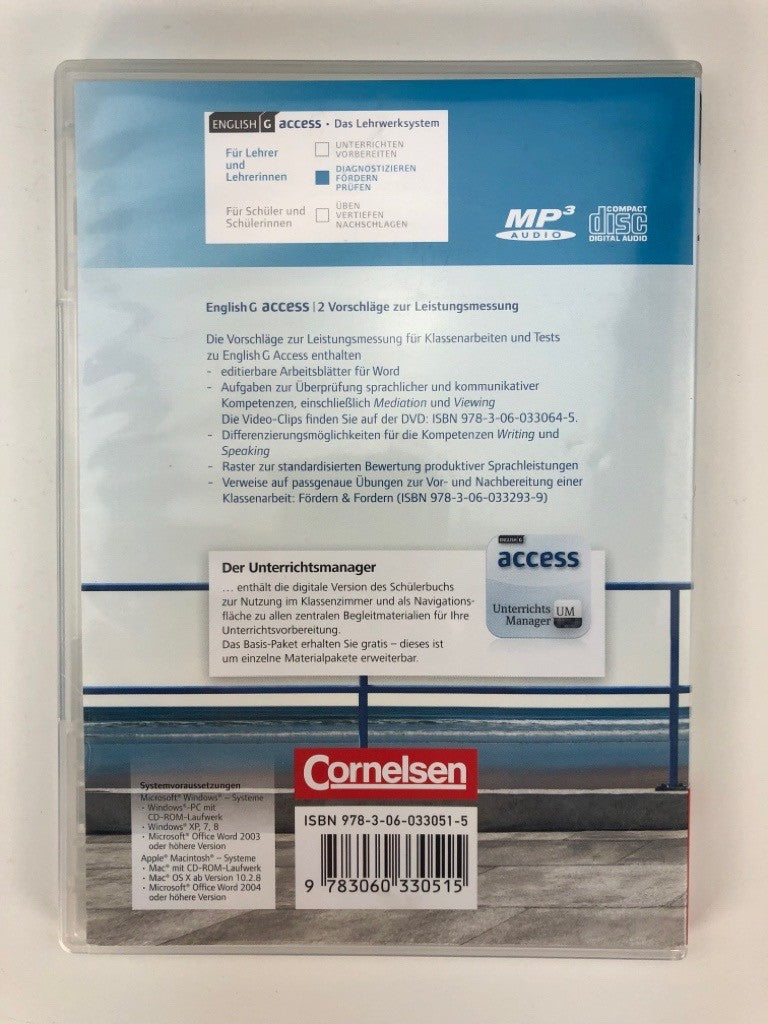 ENGLISH G access · Das Lehrwerksystem
Für Lehrer
und
Lehrerinnen
UNTERRICHTEN
VORBEREITEN
DIAGNOSTIZIEREN
FÖRDERN
PRÜFEN
Für Schüler und
Schülerinnen
ÜBEN
VERTIEFEN
NACHSCHLAGEN
MP3
AUDIO
COMPACT
disc
DIGITAL AUDIO
English G access | 2 Vorschläge zur Leistungsmessung
Die Vorschläge zur Leistungsmessung für Klassenarbeiten und Tests
zu English G Access enthalten
- editierbare Arbeitsblätter für Word
- Aufgaben zur Überprüfung sprachlicher und kommunikativer
Kompetenzen, einschließlich Mediation und Viewing
Die Video-Clips finden Sie auf der DVD: ISBN 978-3-06-033064-5.
- Differenzierungsmöglichkeiten für die Kompetenzen Writing und
Speaking
- Raster zur standardisierten Bewertung produktiver Sprachleistungen
- Verweise auf passgenaue Übungen zur Vor- und Nachbereitung einer
Klassenarbeit: Fördern & Fordern (ISBN 978-3-06-033293-9)
Der Unterrichtsmanager
... enthält die digitale Version des Schülerbuchs
zur Nutzung im Klassenzimmer und als Navigations-
fläche zu allen zentralen Begleitmaterialien für Ihre
Unterrichtsvorbereitung.
Das Basis-Paket erhalten Sie gratis – dieses ist
um einzelne Materialpakete erweiterbar.
ENGLISH G
access
Unterrichts
Manager
UM
Systemvoraussetzungen
Microsoft® Windows® – Systeme
· Windows®-PC mit
CD-ROM-Laufwerk
· Windows® XP, 7, 8
· Microsoft® Office Word 2003
oder höhere Version
Apple® Macintosh® – Systeme
· Mac® mit CD-ROM-Laufwerk
· Mac® OS X ab Version 10.2.8
· Microsoft® Office Word 2004
oder höhere Version
Cornelsen
ISBN 978-3-06-033051-5
9 783060 330515